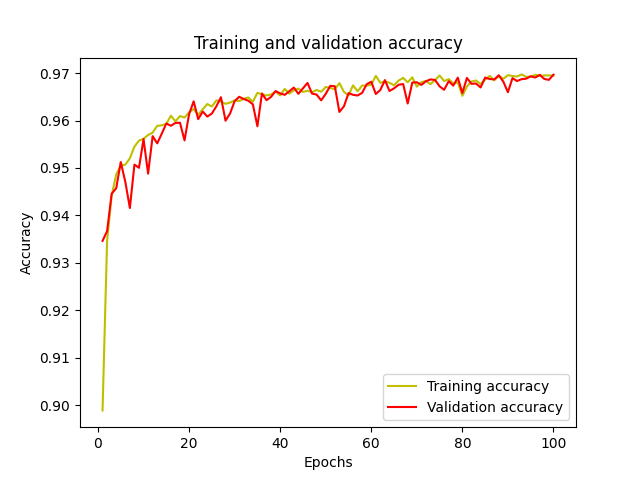 Training and validation accuracy
Accuracy
0.97
0.96
0.95
0.94
0.93
0.92
0.91
0.90
0
20
40
60
80
100
Epochs
Training accuracy
Validation accuracy